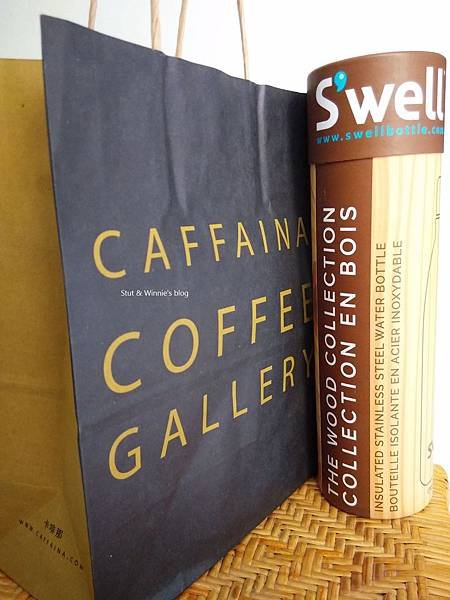 CAFFAINA
Stut & Winnie's blog
COFFEE
GALLERY
卡啡那
WWW.CAFFAINA.COM
S'well
www.swellbottle.com
THE WOOD COLLECTION
COLLECTION EN BOIS
INSULATED STAINLESS STEEL WATER BOTTLE
BOUTEILLE ISOLANTE EN ACIER INOXYDABLE